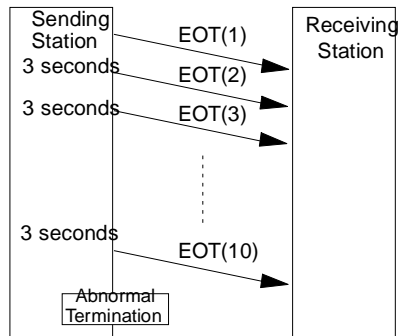 Sending
Station
Receiving
Station
EOT(1)
3 seconds
EOT(2)
3 seconds
EOT(3)
3 seconds
EOT(10)
Abnormal
Termination